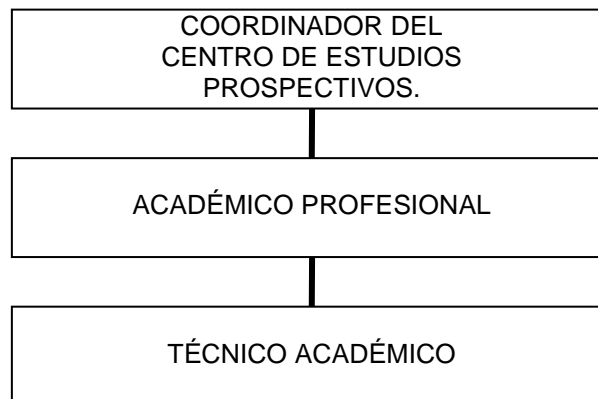 COORDINADOR DEL
CENTRO DE ESTUDIOS
PROSPECTIVOS.
ACADÉMICO PROFESIONAL
TÉCNICO ACADÉMICO